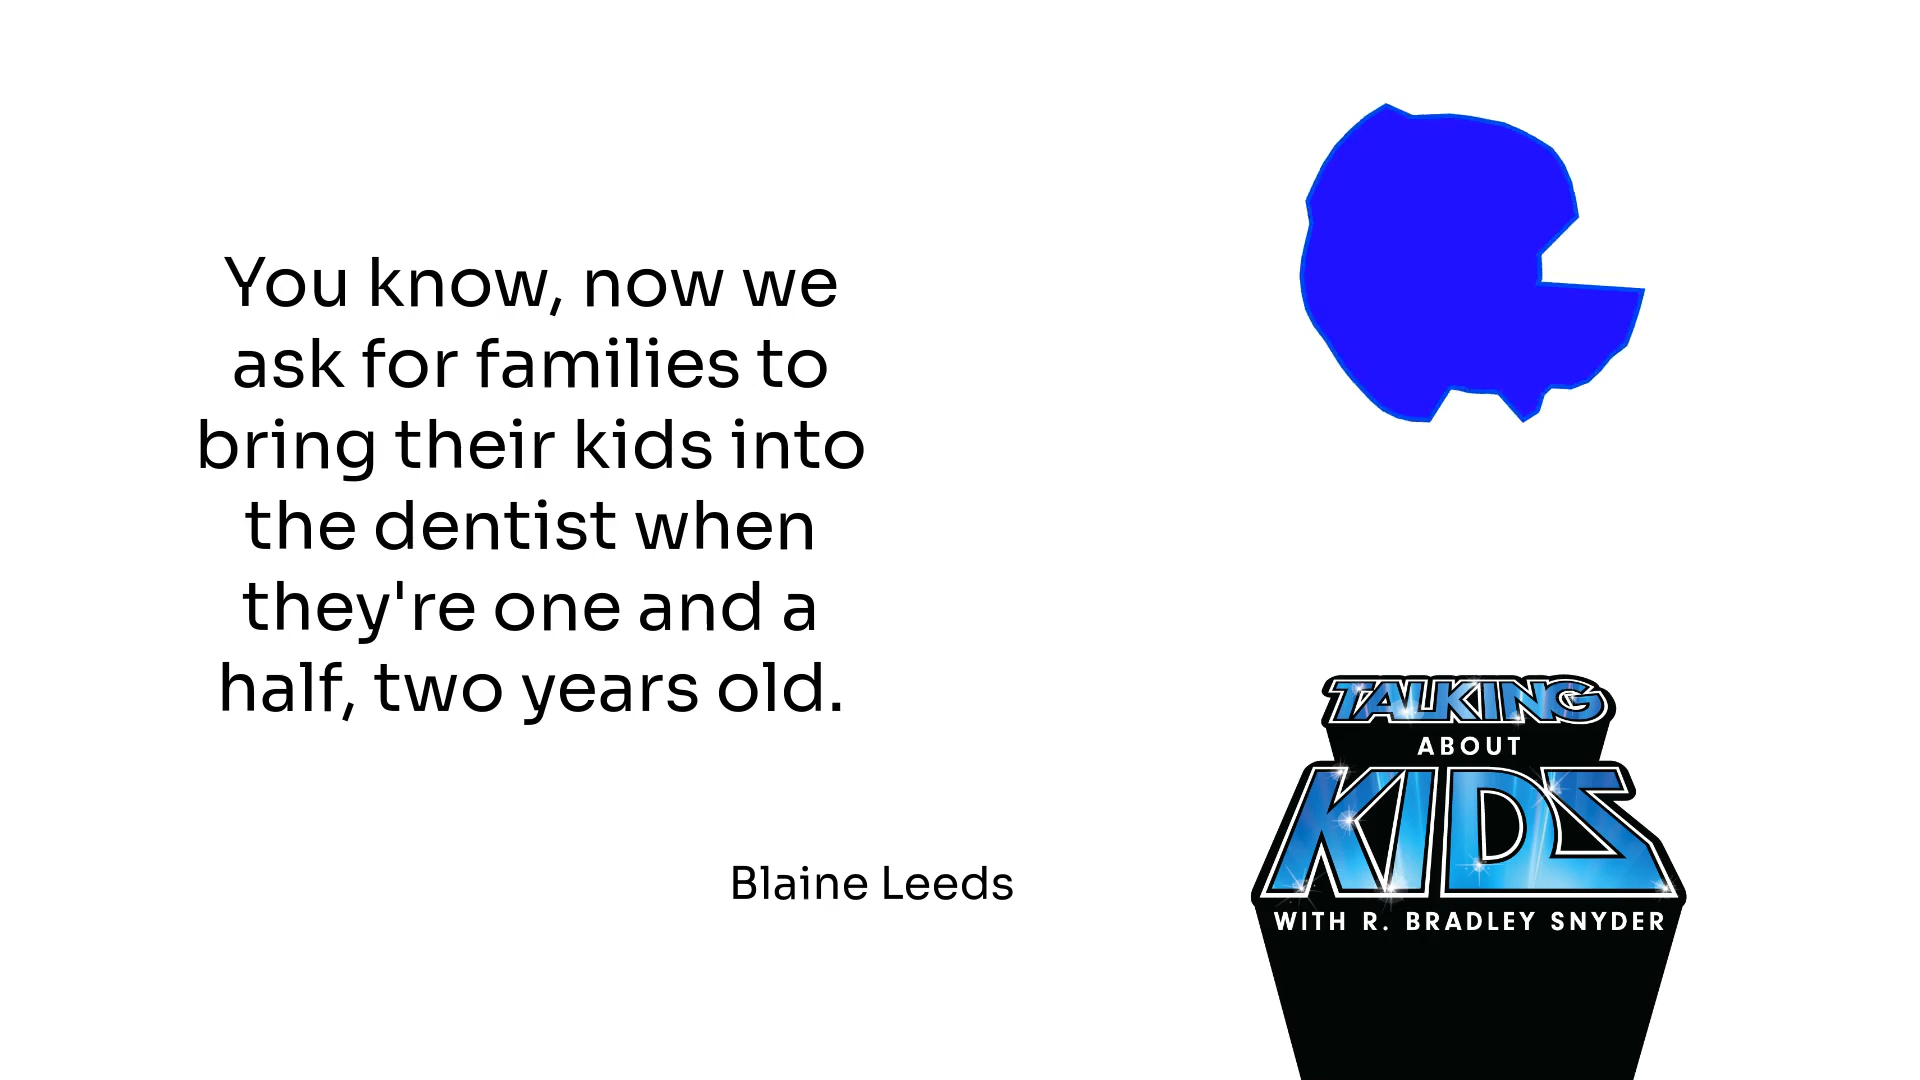 You know, now we
ask for families to
bring their kids into
the dentist when
they're one and a
half, two years old.
Blaine Leeds
TALKING
ABOUT
KIDS
WITH R. BRADLEY SNYDER